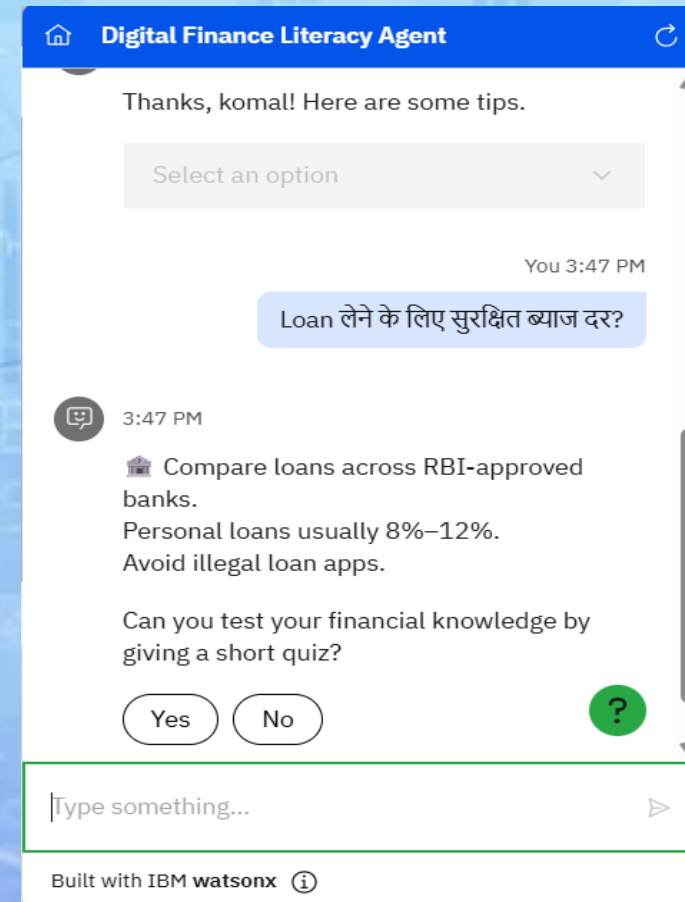 Digital Finance Literacy Agent
Thanks, komal! Here are some tips.
Select an option
You 3:47 PM
Loan लेने के लिए सुरक्षित ब्याज दर?
3:47 PM
🏦 Compare loans across RBI-approved
banks.
Personal loans usually 8%–12%.
Avoid illegal loan apps.
Can you test your financial knowledge by
giving a short quiz?
Yes No
?
Type something...
Built with IBM watsonx